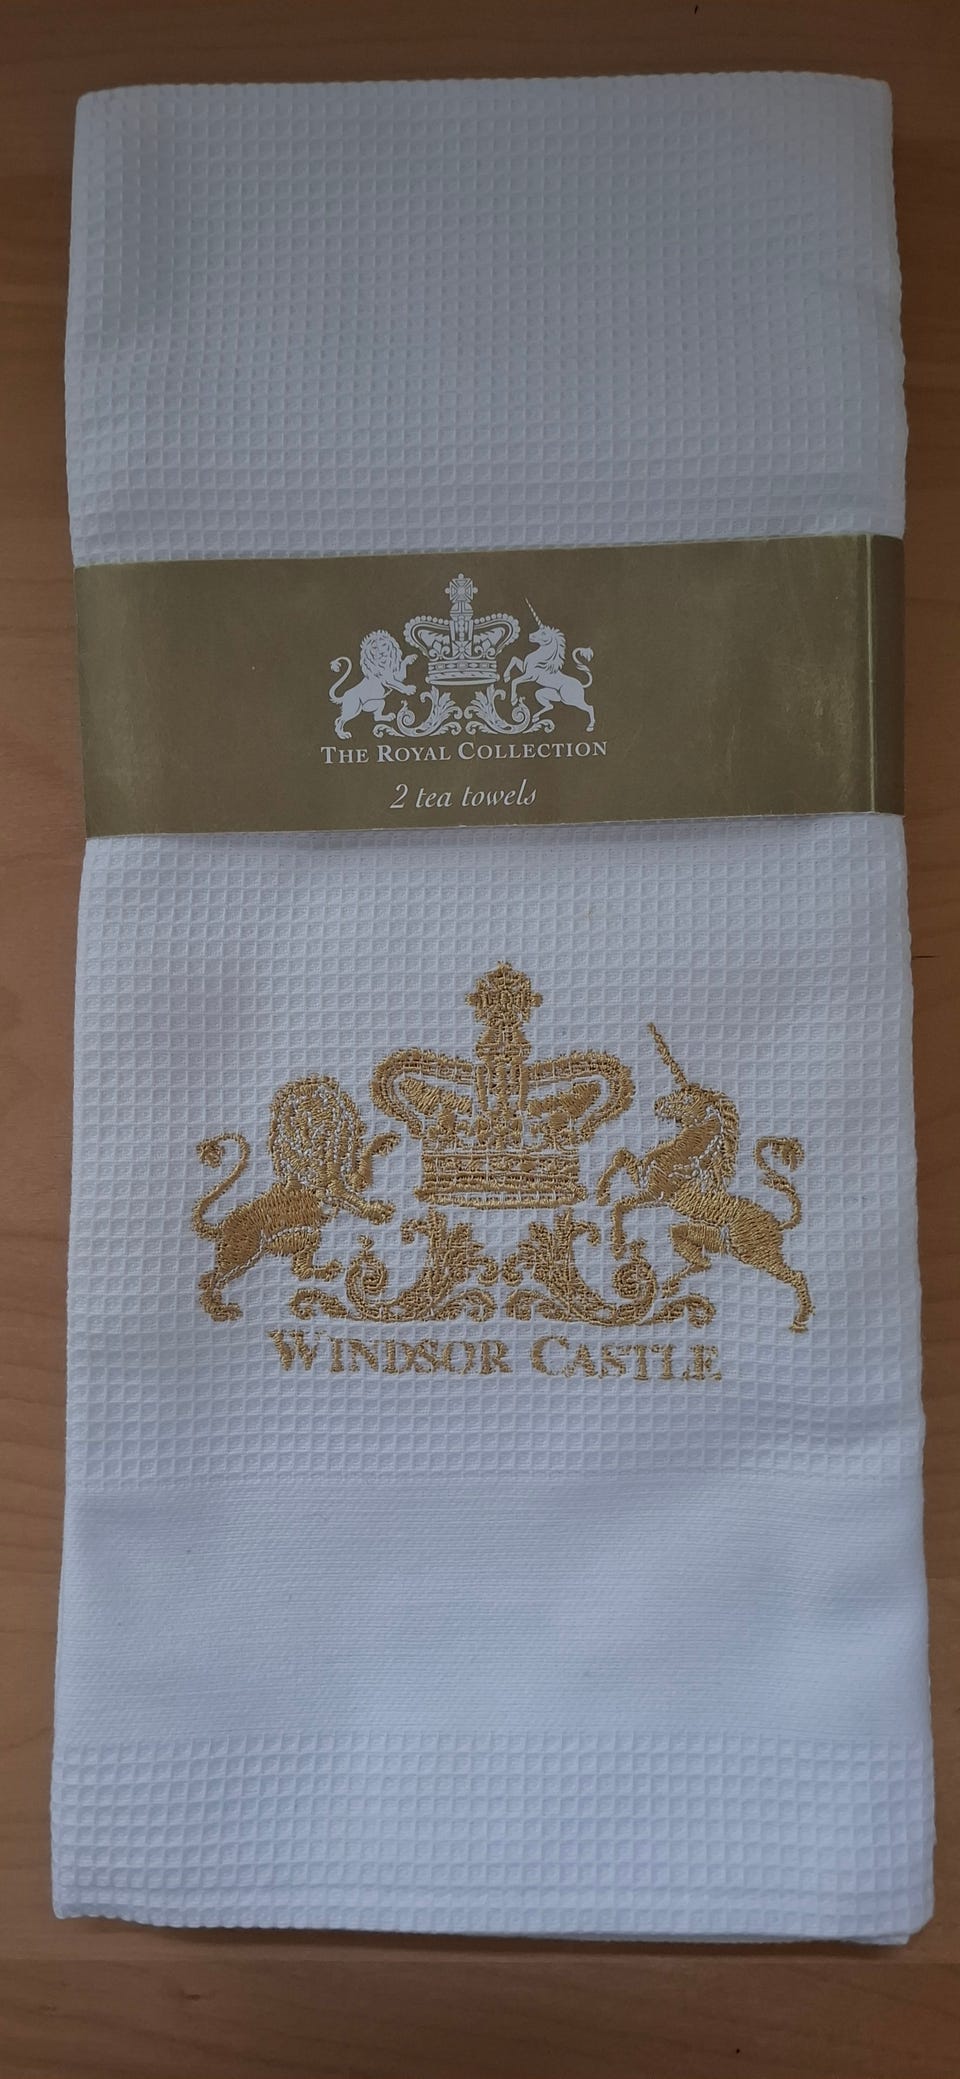 THE ROYAL COLLECTION
2 tea towels
WINDSOR CASTLE